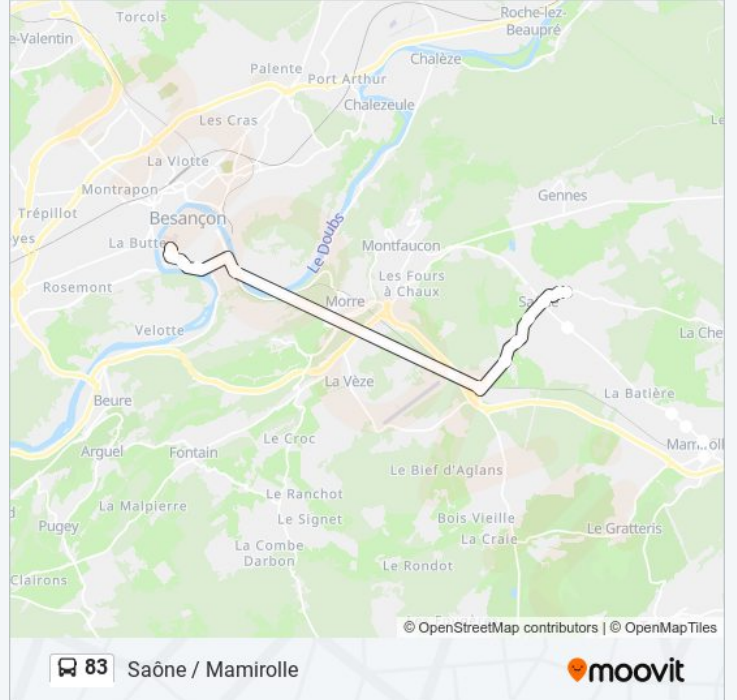 Torcols
Roche-lez-
Beaupré
e-Valentin
Chalèze
Palente
Port Arthur
Chalezeule
Les Cras
Le
La Viotte
Montrapon
Gennes
Trépillot
Besançon
yes
La Butte
Le Doubs
Montfaucon
Les Fours
à Chaux
Rosemont
Morre
Velotte
La Che
La Vèze
La Batlère
Beure
Le Croc
Arguel
Fontain
Le Bief d'Aglans
Le Ranchot
La Malpierre
Bois Vieille
Le Signet
Pugey
La Craie
Le Gratteris
La Combe
Darbon
Le Rondot
Clairons
© OpenStreetMap contributors | © OpenMapTiles
83 Saône / Mamirolle
moovit